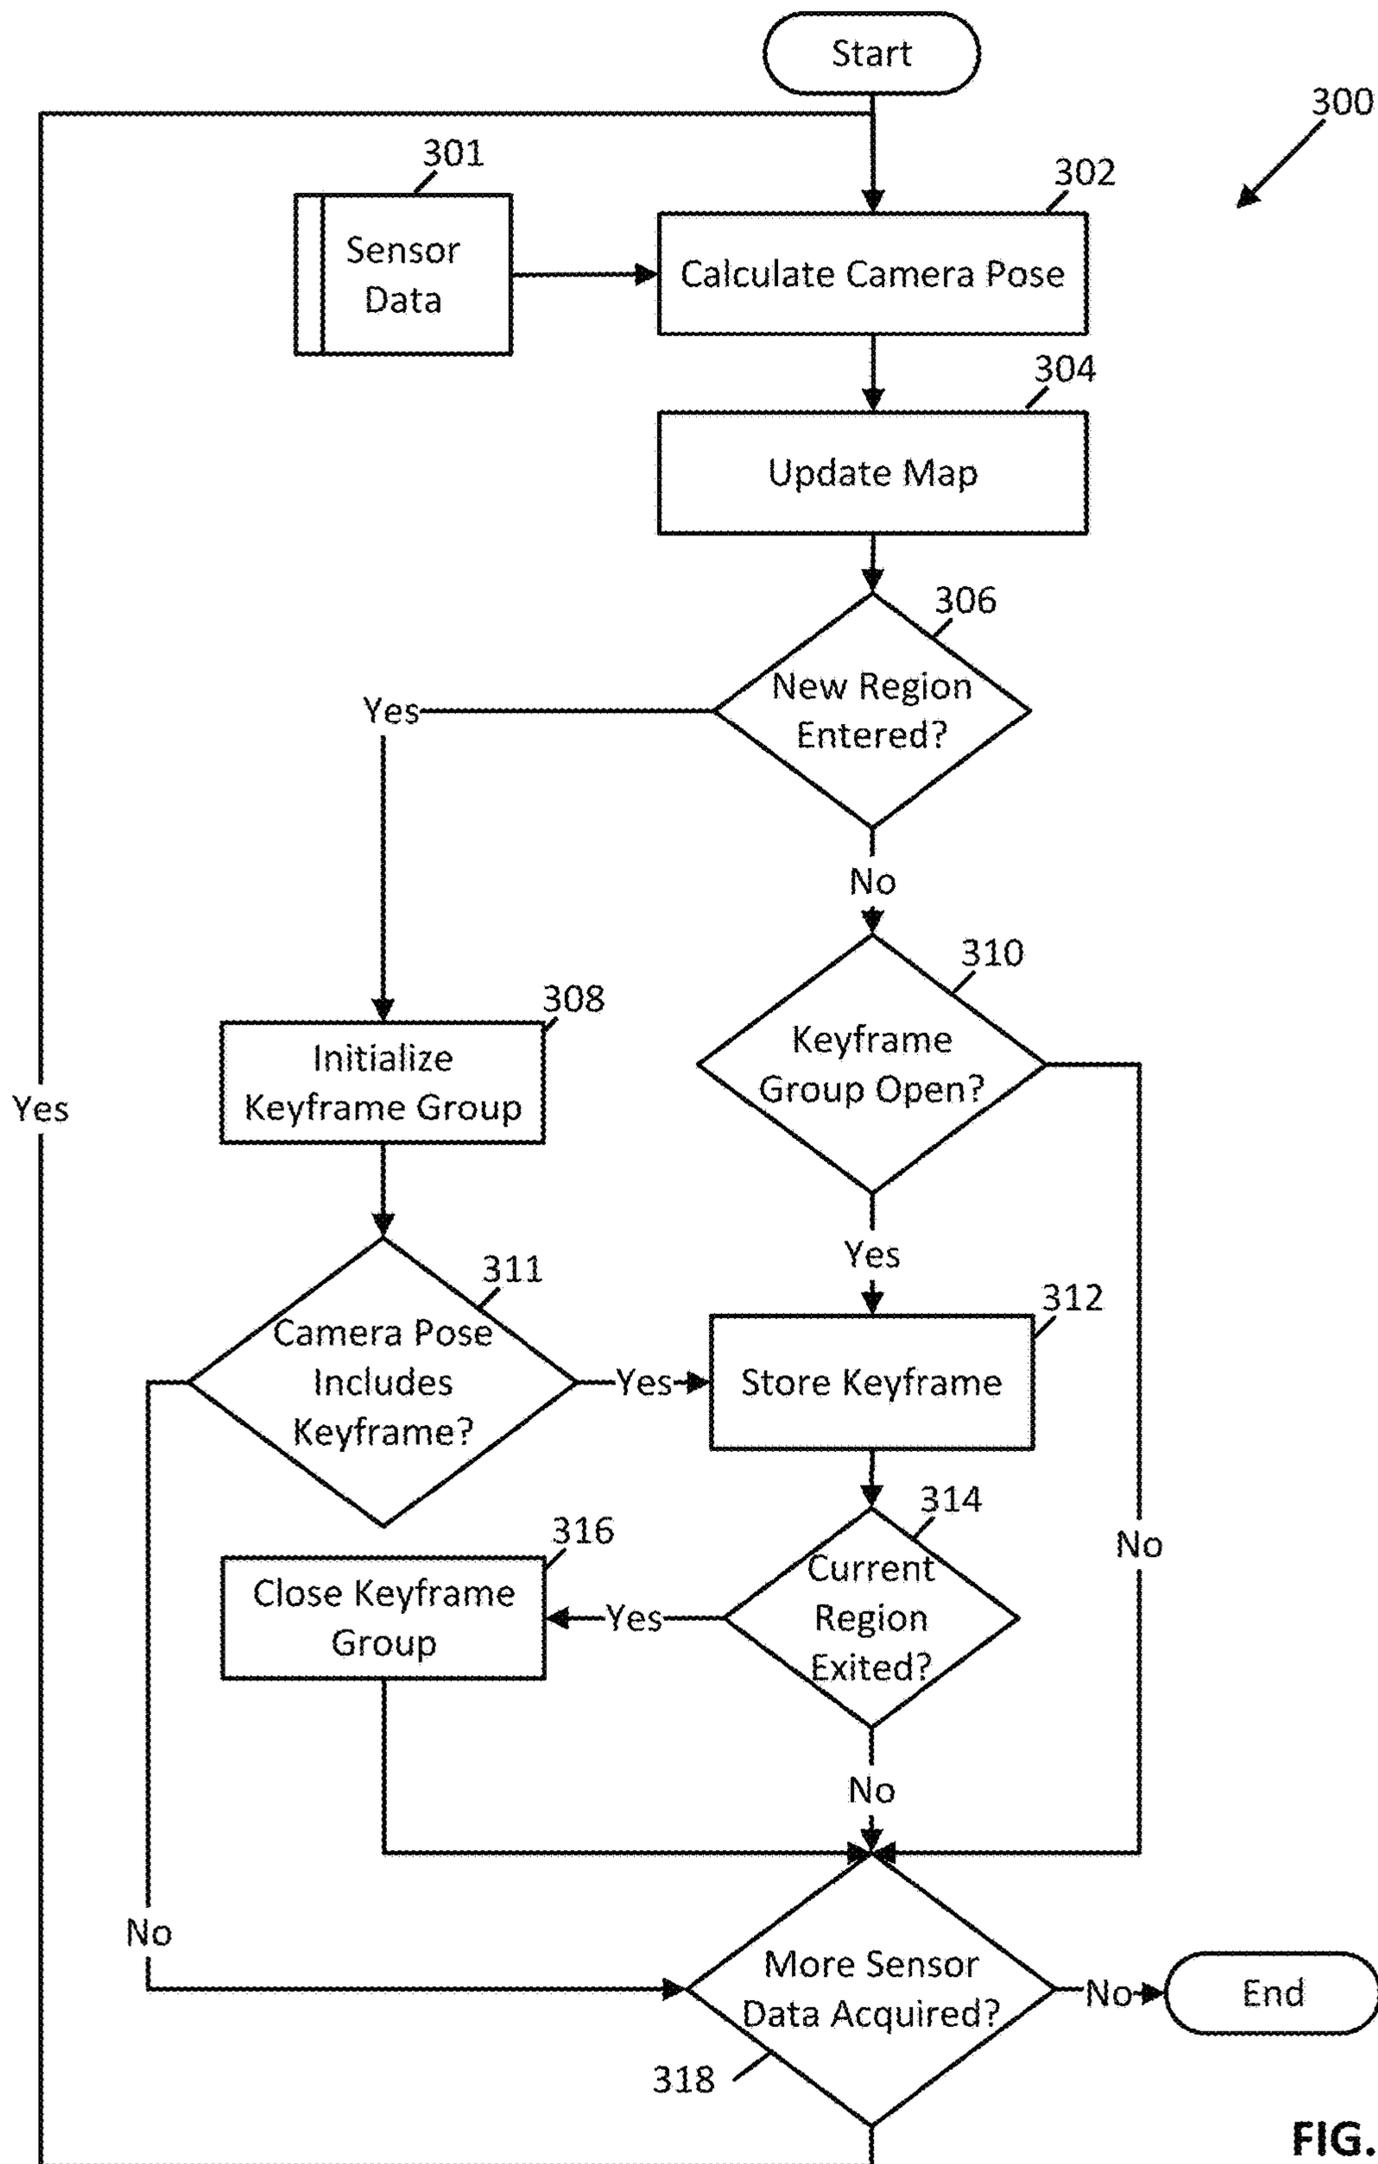 Start
300
301
302
Sensor
Data
Calculate Camera Pose
304
Update Map
306
New Region
Entered?
Yes
No
310
308
Keyframe
Group Open?
Initialize
Keyframe Group
Yes
Yes
311
312
Camera Pose
Includes
Keyframe?
Yes
Store Keyframe
314
316
No
Current
Region
Exited?
Close Keyframe
Group
Yes
No
No
More Sensor
Data Acquired?
No
End
318
FIG.